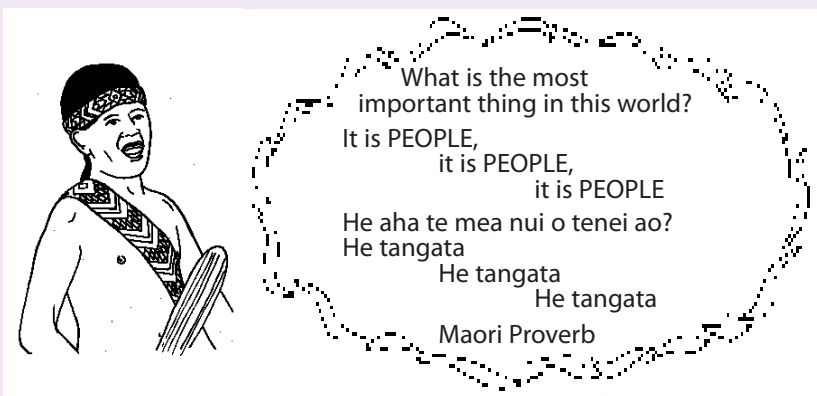 What is the most
important thing in this world?
It is PEOPLE,
it is PEOPLE,
it is PEOPLE
He aha te mea nui o tenei ao?
He tangata
He tangata
He tangata
Maori Proverb